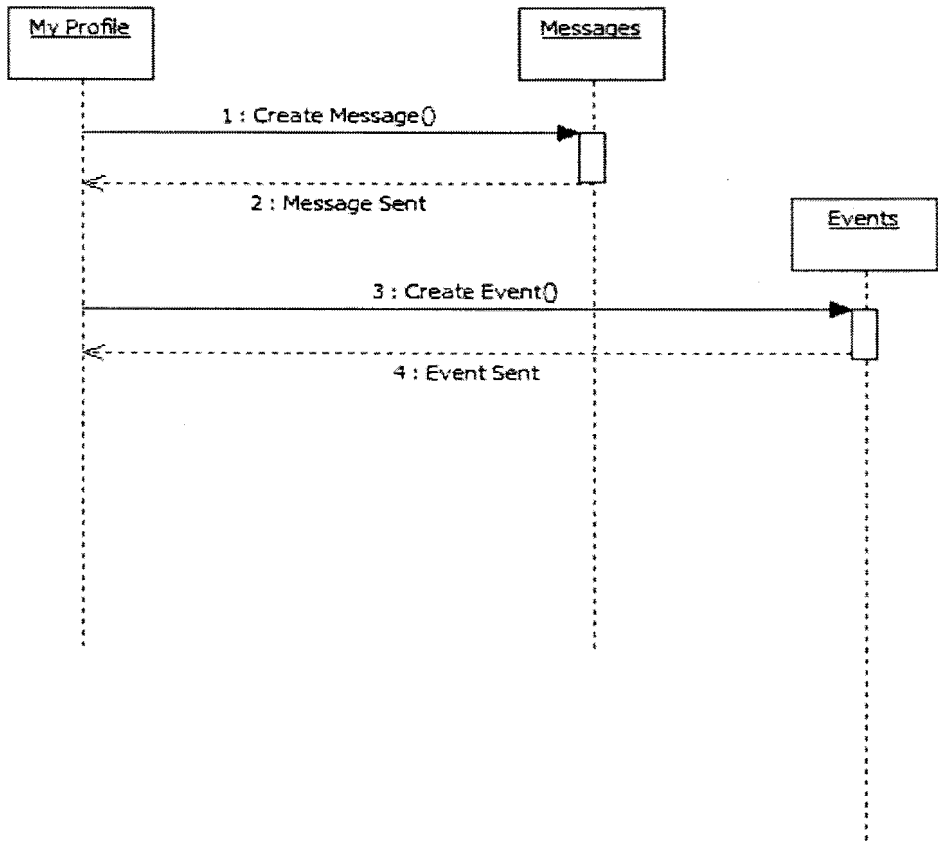 My Profile
Messages
1 : Create Message()
2 : Message Sent
Events
3 : Create Event()
4 : Event Sent